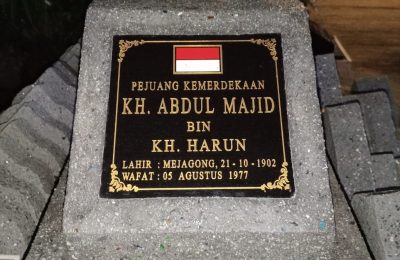 PEJUANG KEMERDEKAAN
KH. ABDUL MAJID
BIN
KH. HARUN
LAHIR : MEJAGONG, 21 - 10 - 1902
WAFAT : 05 AGUSTUS 1977